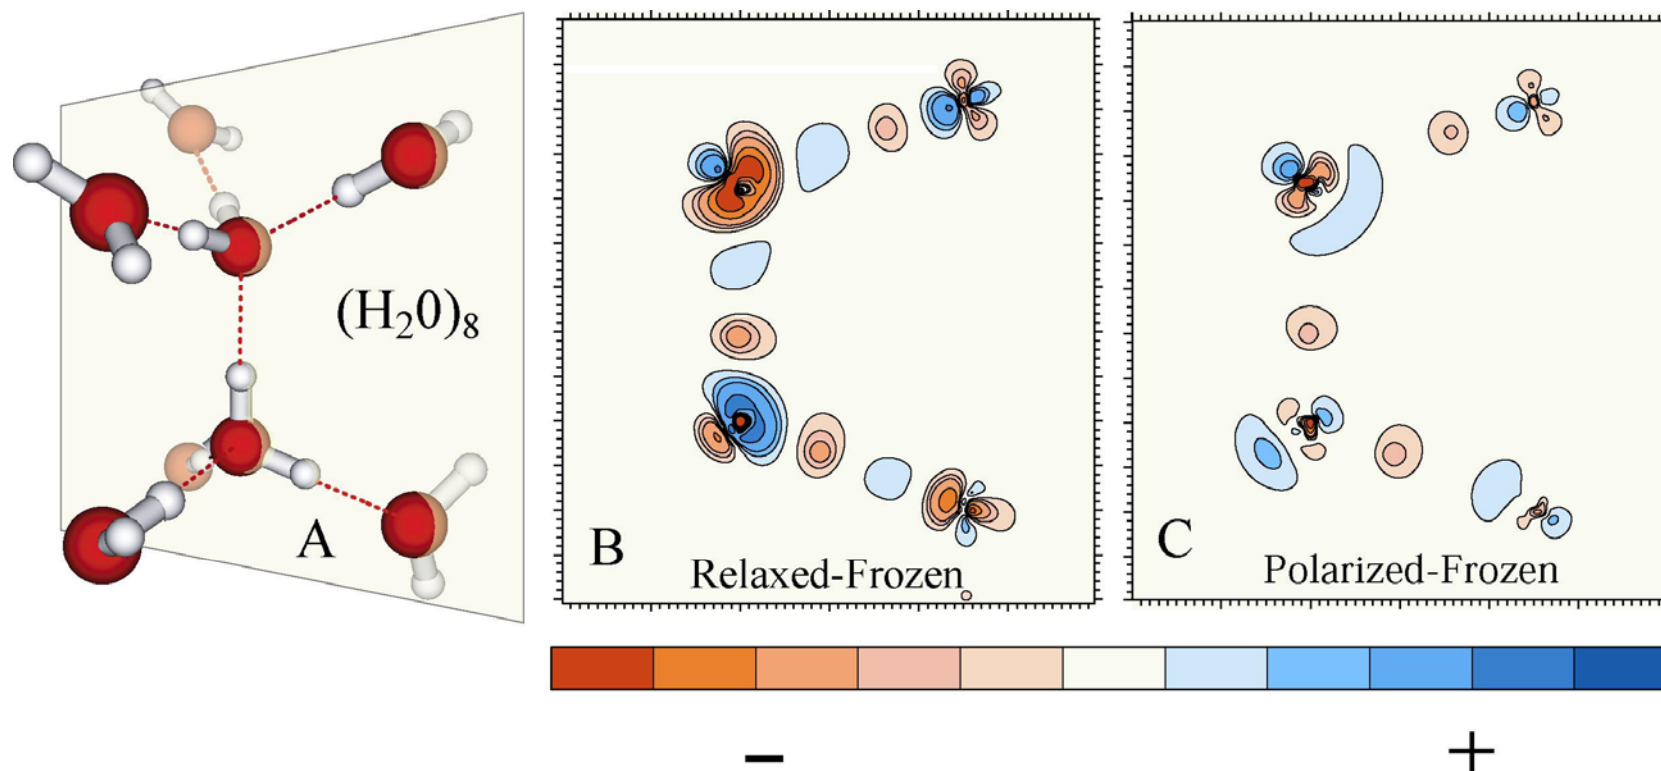 (H₂0)₈
A
B
Relaxed-Frozen
C
Polarized-Frozen
− +